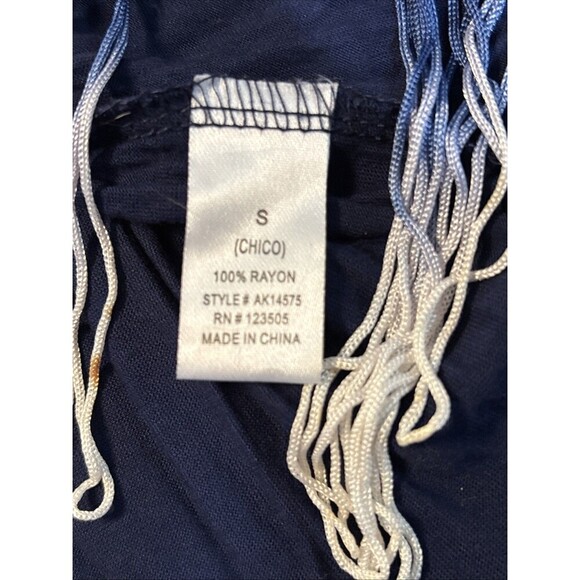 S
(CHICO)
100% RAYON
STYLE # AK14575
RN # 123505
MADE IN CHINA